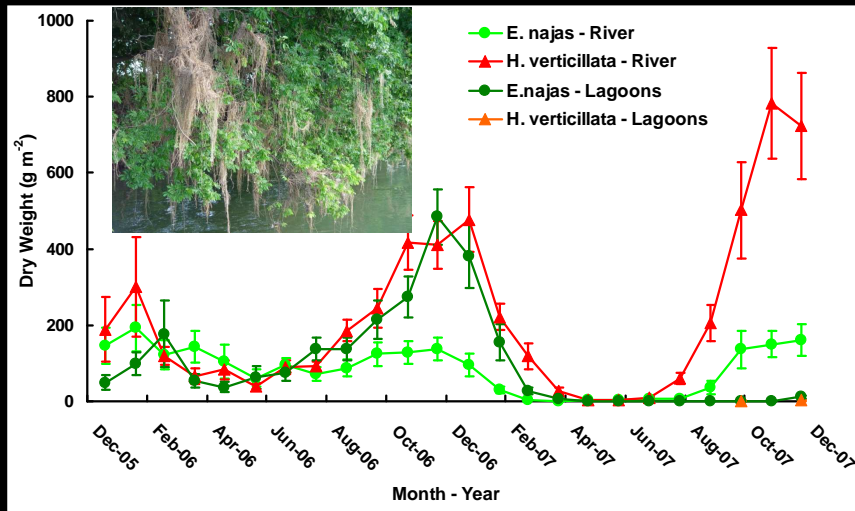 1000
800
600
400
200
0
Dry Weight (g m-2)
E. najas - River
H. verticillata - River
E.najas - Lagoons
H. verticillata - Lagoons
Dec-05
Feb-06
Apr-06
Jun-06
Aug-06
Oct-06
Dec-06
Feb-07
Apr-07
Jun-07
Aug-07
Oct-07
Dec-07
Month - Year